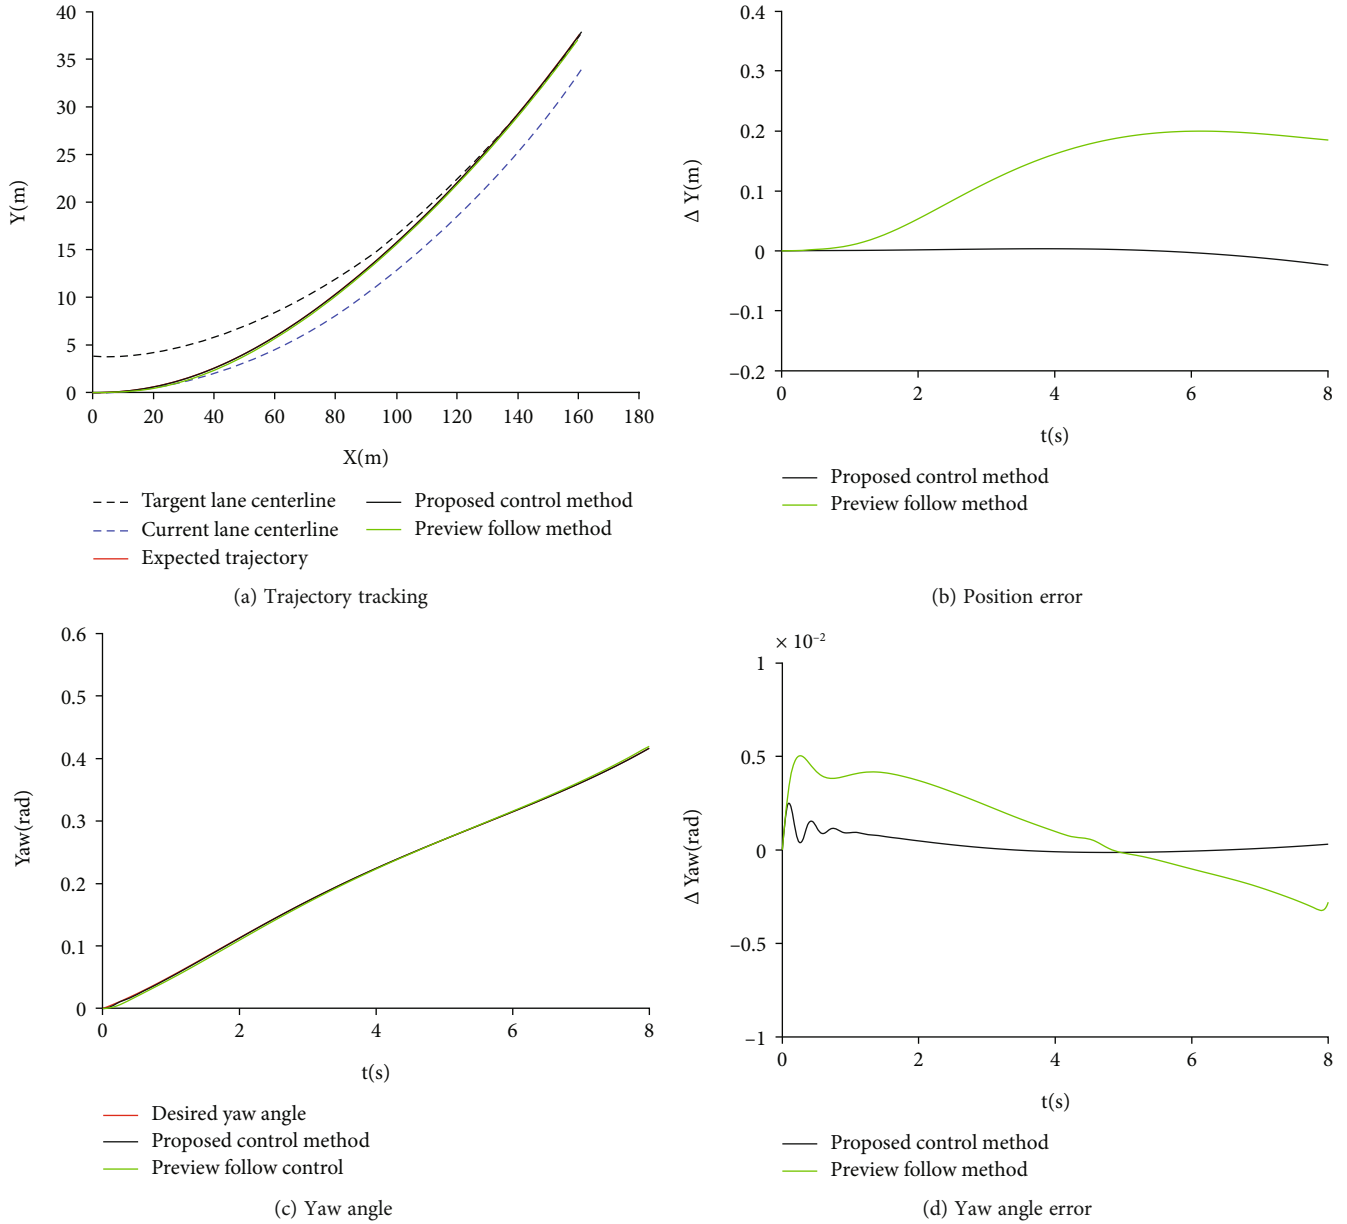 40
35
30
25
20
15
10
5
0
Y(m)
0 20 40 60 80 100 120 140 160 180
X(m)
Targent lane centerline
Current lane centerline
Expected trajectory
Proposed control method
Preview follow method
(a) Trajectory tracking
0.4
0.3
0.2
0.1
0
–0.1
–0.2
Δ Y(m)
0 2 4 6 8
t(s)
Proposed control method
Preview follow method
(b) Position error
0.6
0.5
0.4
0.3
0.2
0.1
0
Yaw(rad)
0 2 4 6 8
t(s)
Desired yaw angle
Proposed control method
Preview follow control
(c) Yaw angle
× 10⁻²
1
0.5
0
–0.5
–1
Δ Yaw(rad)
0 2 4 6 8
t(s)
Proposed control method
Preview follow method
(d) Yaw angle error